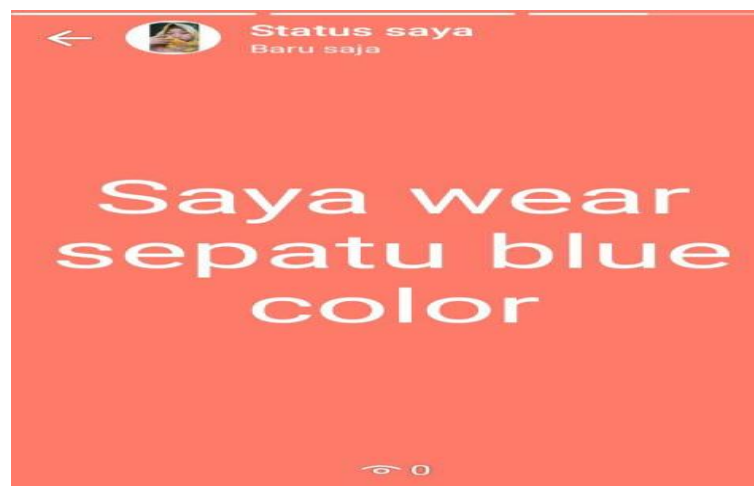 Status saya
Baru saja
Saya wear
sepatu blue
color
0